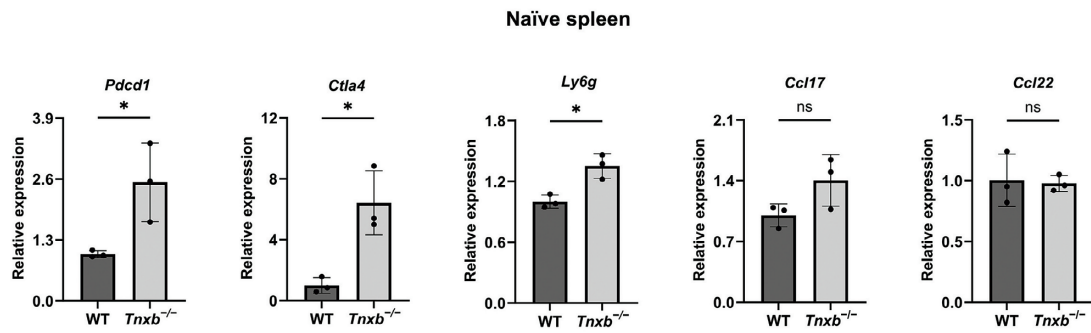 Naïve spleen
Pdcd1
*
Relative expression
3.9
2.6
1.3
0.0
WT
Tnxb⁻/⁻
Ctla4
*
Relative expression
12
8
4
0
WT
Tnxb⁻/⁻
Ly6g
*
Relative expression
1.8
1.2
0.6
0.0
WT
Tnxb⁻/⁻
Ccl17
ns
Relative expression
2.1
1.4
0.7
0.0
WT
Tnxb⁻/⁻
Ccl22
ns
Relative expression
1.5
1.0
0.5
0.0
WT
Tnxb⁻/⁻